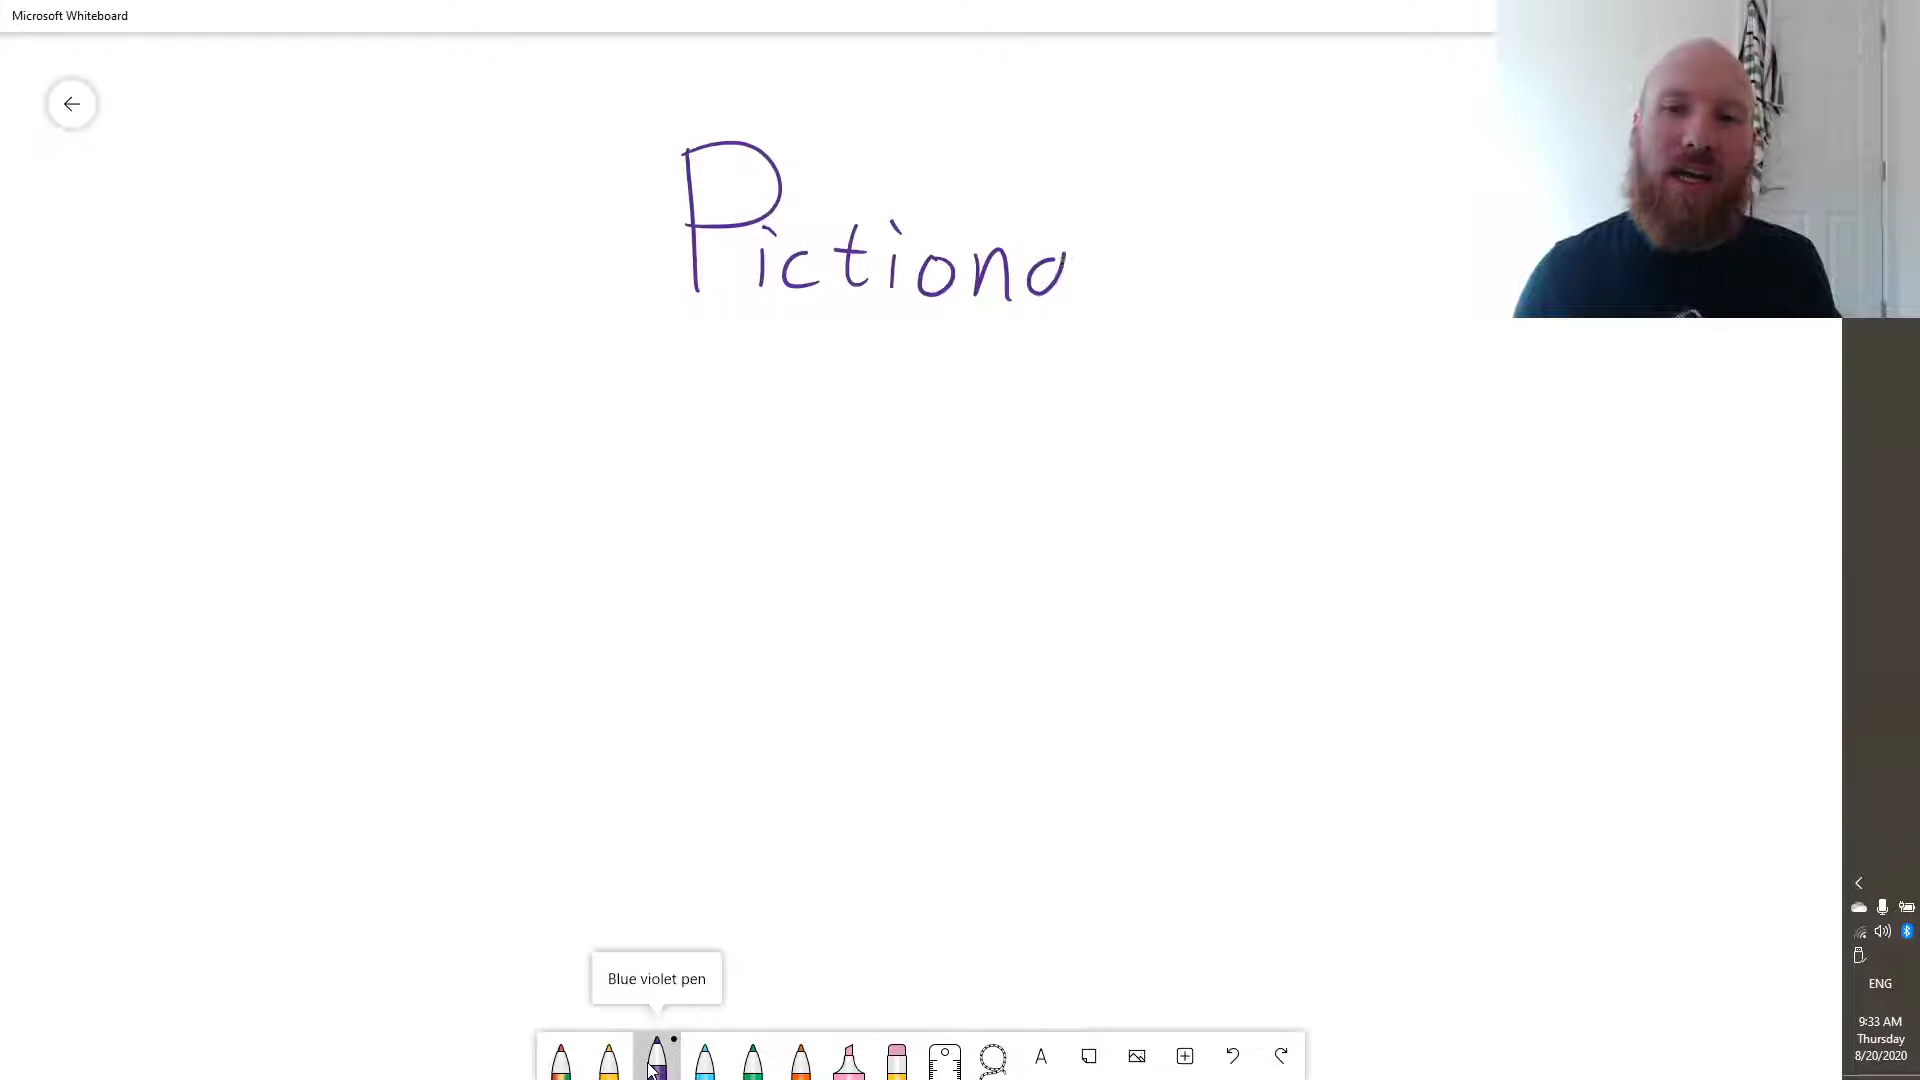 Microsoft Whiteboard
Pictiona
Blue violet pen
A
ENG
9:33 AM
Thursday
8/20/2020